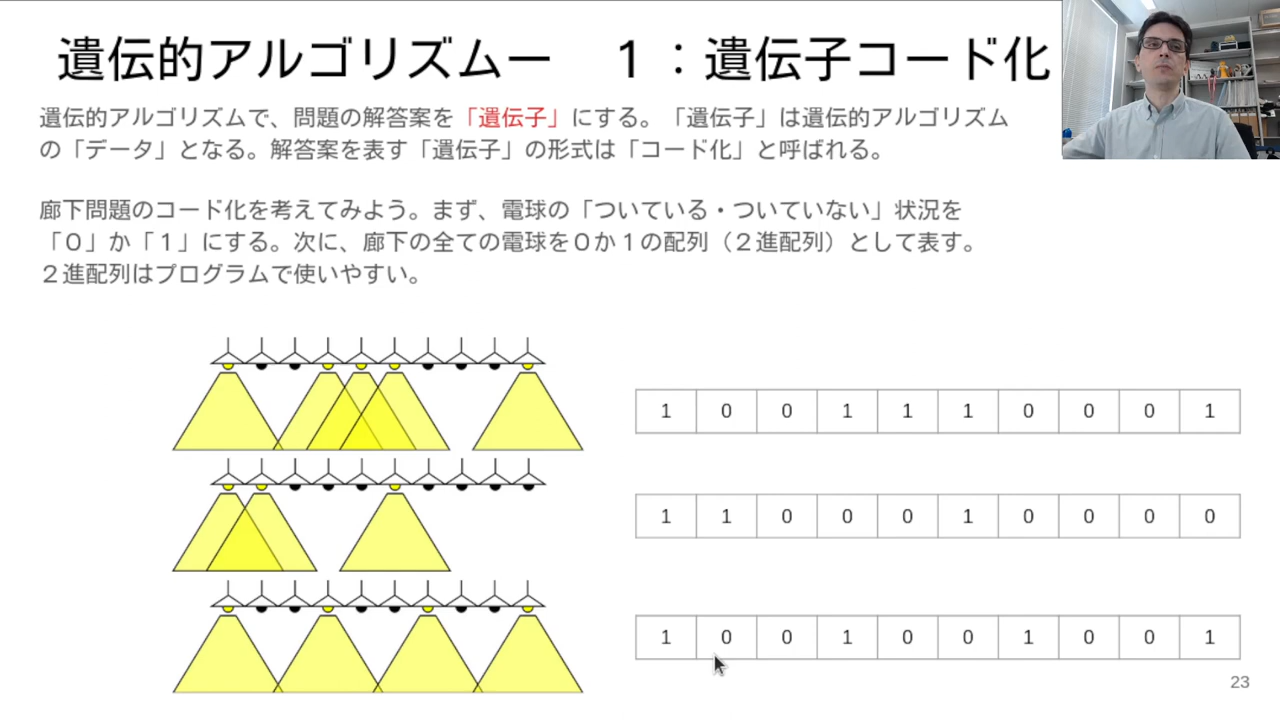 遺伝的アルゴリズムー　１：遺伝子コード化
遺伝的アルゴリズムで、問題の解答案を「遺伝子」にする。「遺伝子」は遺伝的アルゴリズム
の「データ」となる。解答案を表す「遺伝子」の形式は「コード化」と呼ばれる。
廊下問題のコード化を考えてみよう。まず、電球の「ついている・ついていない」状況を
「０」か「１」にする。次に、廊下の全ての電球を０か１の配列（２進配列）として表す。
２進配列はプログラムで使いやすい。
1 0 0 1 1 1 0 0 0 1
1 1 0 0 0 1 0 0 0 0
1 0 0 1 0 0 1 0 0 1
23